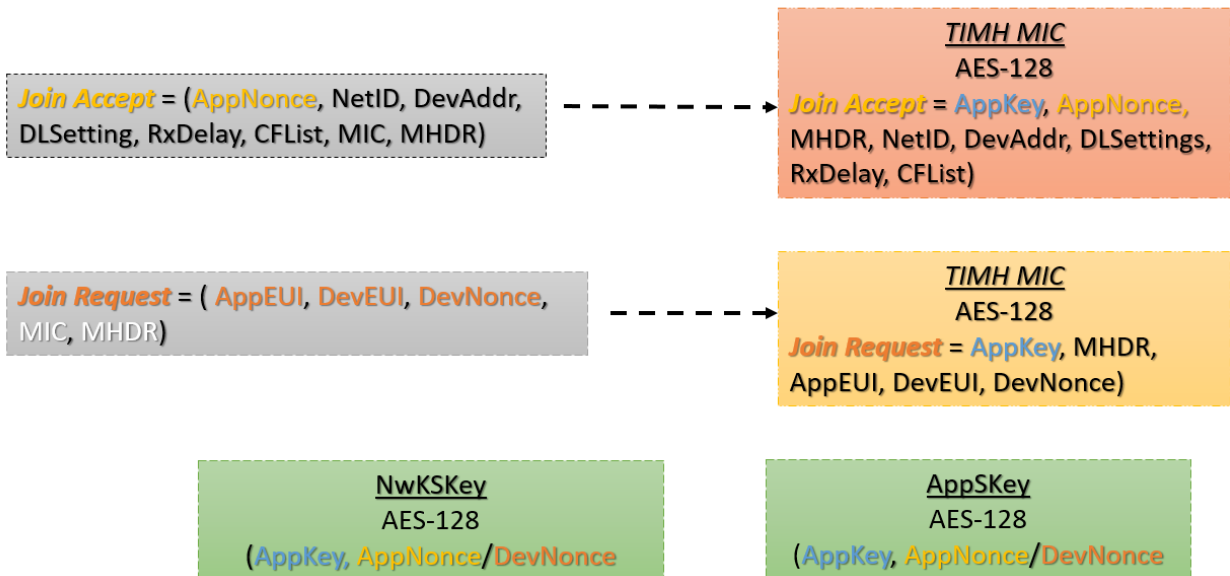 Join Accept = (AppNonce, NetID, DevAddr,
DLSetting, RxDelay, CFList, MIC, MHDR)
TIMH MIC
AES-128
Join Accept = AppKey, AppNonce,
MHDR, NetID, DevAddr, DLSettings,
RxDelay, CFList)
Join Request = ( AppEUI, DevEUI, DevNonce,
MIC, MHDR)
TIMH MIC
AES-128
Join Request = AppKey, MHDR,
AppEUI, DevEUI, DevNonce)
NwKSKey
AES-128
(AppKey, AppNonce/DevNonce
AppSKey
AES-128
(AppKey, AppNonce/DevNonce